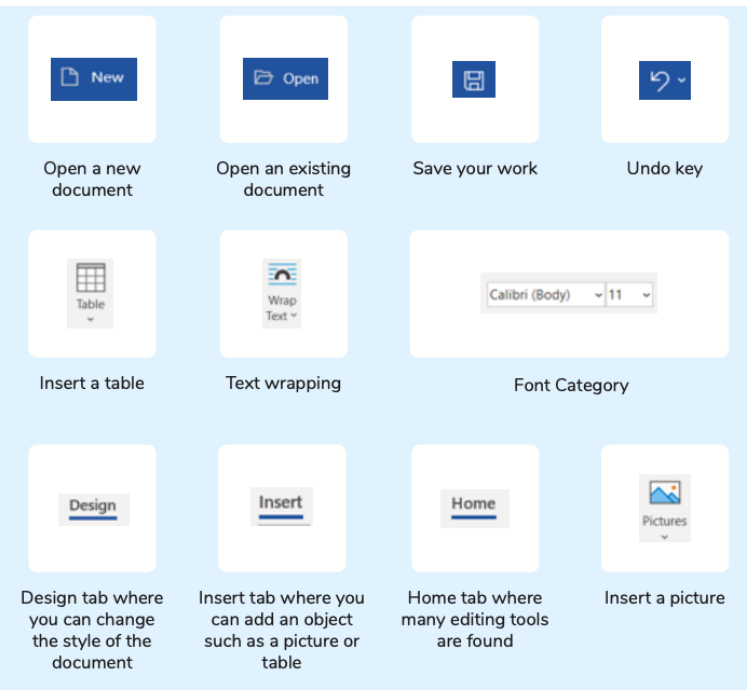 New
Open
Open a new
document
Open an existing
document
Save your work
Undo key
Table
Wrap
Text
Calibri (Body)
11
Insert a table
Text wrapping
Font Category
Design
Insert
Home
Pictures
Design tab where
you can change
the style of the
document
Insert tab where you
can add an object
such as a picture or
table
Home tab where
many editing tools
are found
Insert a picture